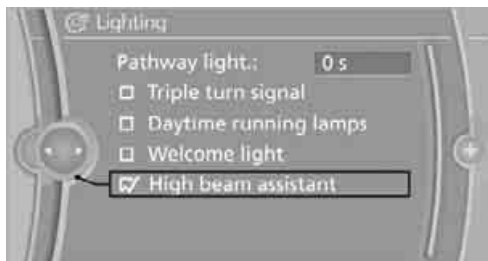 Lighting
Pathway light.: 0 s
Triple turn signal
Daytime running lamps
Welcome light
High beam assistant